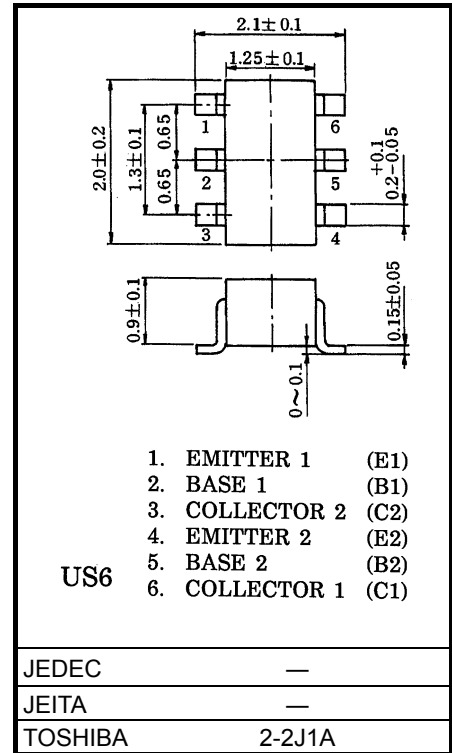 2.1±0.1
1.25±0.1
1 6
2 5
3 4
2.0±0.2
1.3±0.1
0.65
0.65
+0.1
0.2-0.05
0.9±0.1
0.15±0.05
0~0.1
1. EMITTER 1 (E1)
2. BASE 1 (B1)
3. COLLECTOR 2 (C2)
4. EMITTER 2 (E2)
5. BASE 2 (B2)
6. COLLECTOR 1 (C1)
US6
JEDEC —
JEITA —
TOSHIBA 2-2J1A